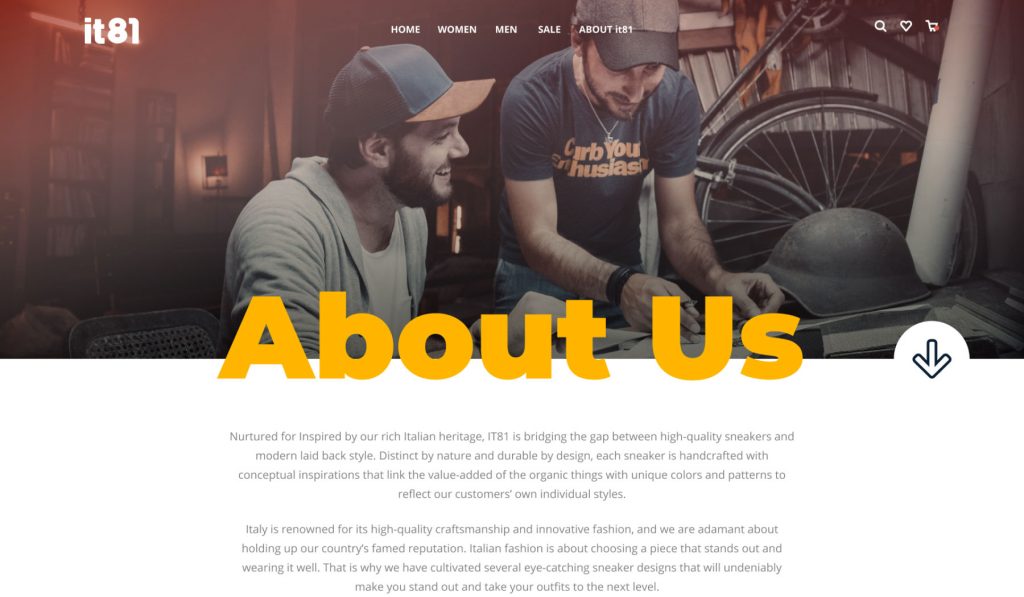 it81
HOME WOMEN MEN SALE ABOUT it81
Curb Your
Enthusiasm
About Us
Nurtured for Inspired by our rich Italian heritage, IT81 is bridging the gap between high-quality sneakers and
modern laid back style. Distinct by nature and durable by design, each sneaker is handcrafted with
conceptual inspirations that link the value-added of the organic things with unique colors and patterns to
reflect our customers’ own individual styles.
Italy is renowned for its high-quality craftsmanship and innovative fashion, and we are adamant about
holding up our country’s famed reputation. Italian fashion is about choosing a piece that stands out and
wearing it well. That is why we have cultivated several eye-catching sneaker designs that will undeniably
make you stand out and take your outfits to the next level.